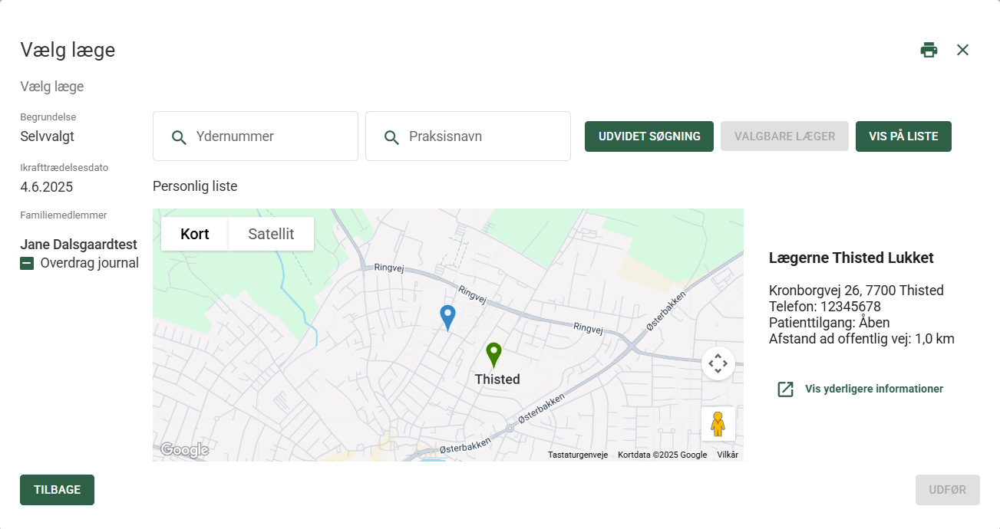 Vælg læge
Vælg læge
Begrundelse
Selvvalgt
Ikrafttrædelsesdato
4.6.2025
Familiemedlemmer
Jane Dalsgaardtest
Overdrag journal
Ydernummer
Praksisnavn
UDVIDET SØGNING
VALGBARE LÆGER
VIS PÅ LISTE
Personlig liste
Kort
Satellit
Ringvej
Ringvej
Ringvej
Østerbakken
Thisted
Østerbakken
Østerbakken
Google
Tastaturgenveje
Kortdata ©2025 Google
Vilkår
Lægerne Thisted Lukket
Kronborgvej 26, 7700 Thisted
Telefon: 12345678
Patienttilgang: Åben
Afstand ad offentlig vej: 1,0 km
Vis yderligere informationer
TILBAGE
UDFØR